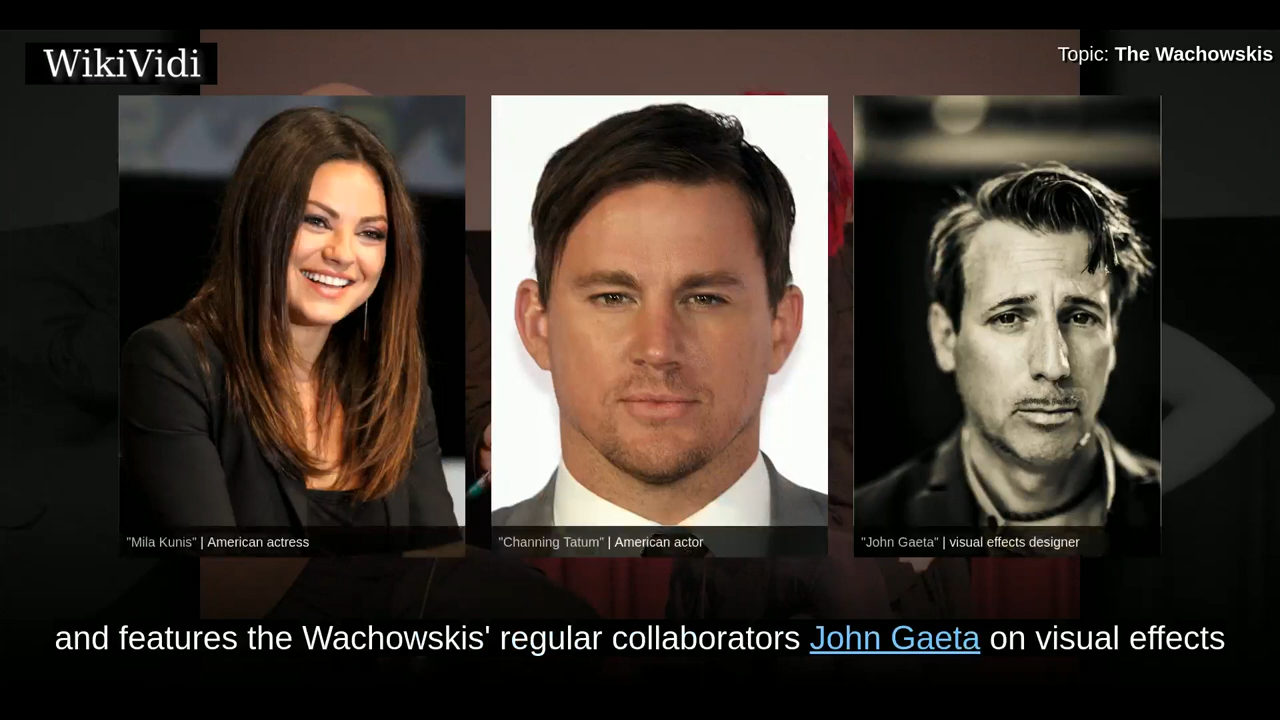 WikiVidi
Topic: The Wachowskis
"Mila Kunis" | American actress
"Channing Tatum" | American actor
"John Gaeta" | visual effects designer
and features the Wachowskis' regular collaborators John Gaeta on visual effects